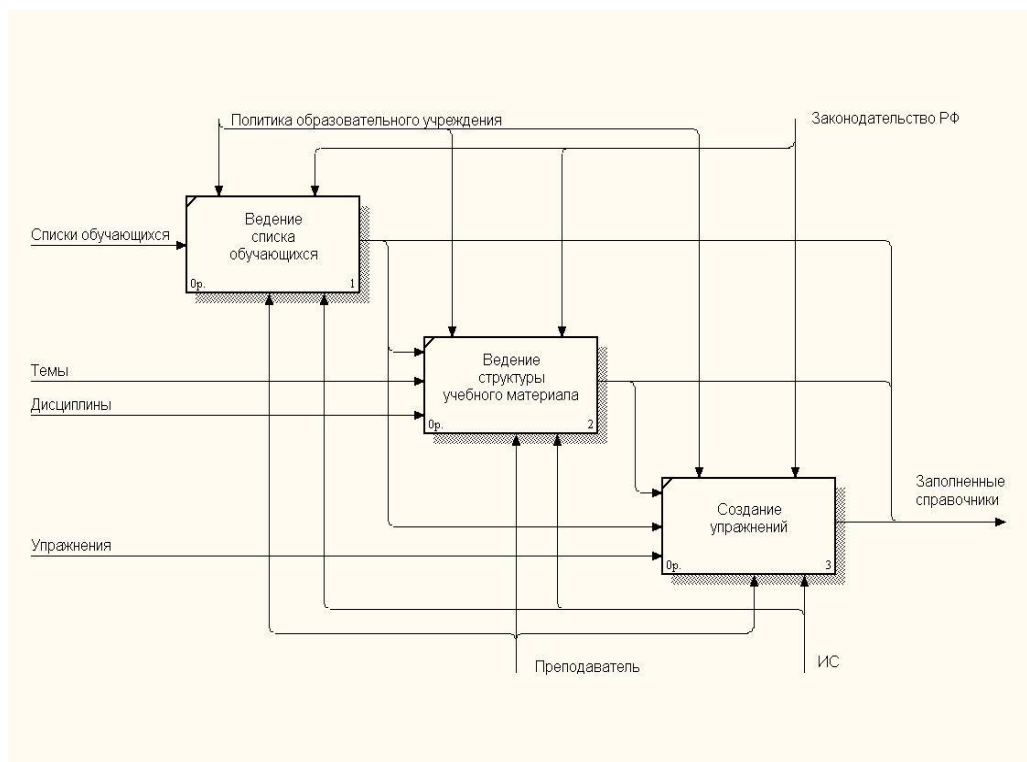 Политика образовательного учреждения
Законодательство РФ
Списки обучающихся
Ведение
списка
обучающихся
0р.
1
Темы
Дисциплины
Ведение
структуры
учебного материала
0р.
2
Упражнения
Создание
упражнений
0р.
3
Заполненные
справочники
Преподаватель
ИС